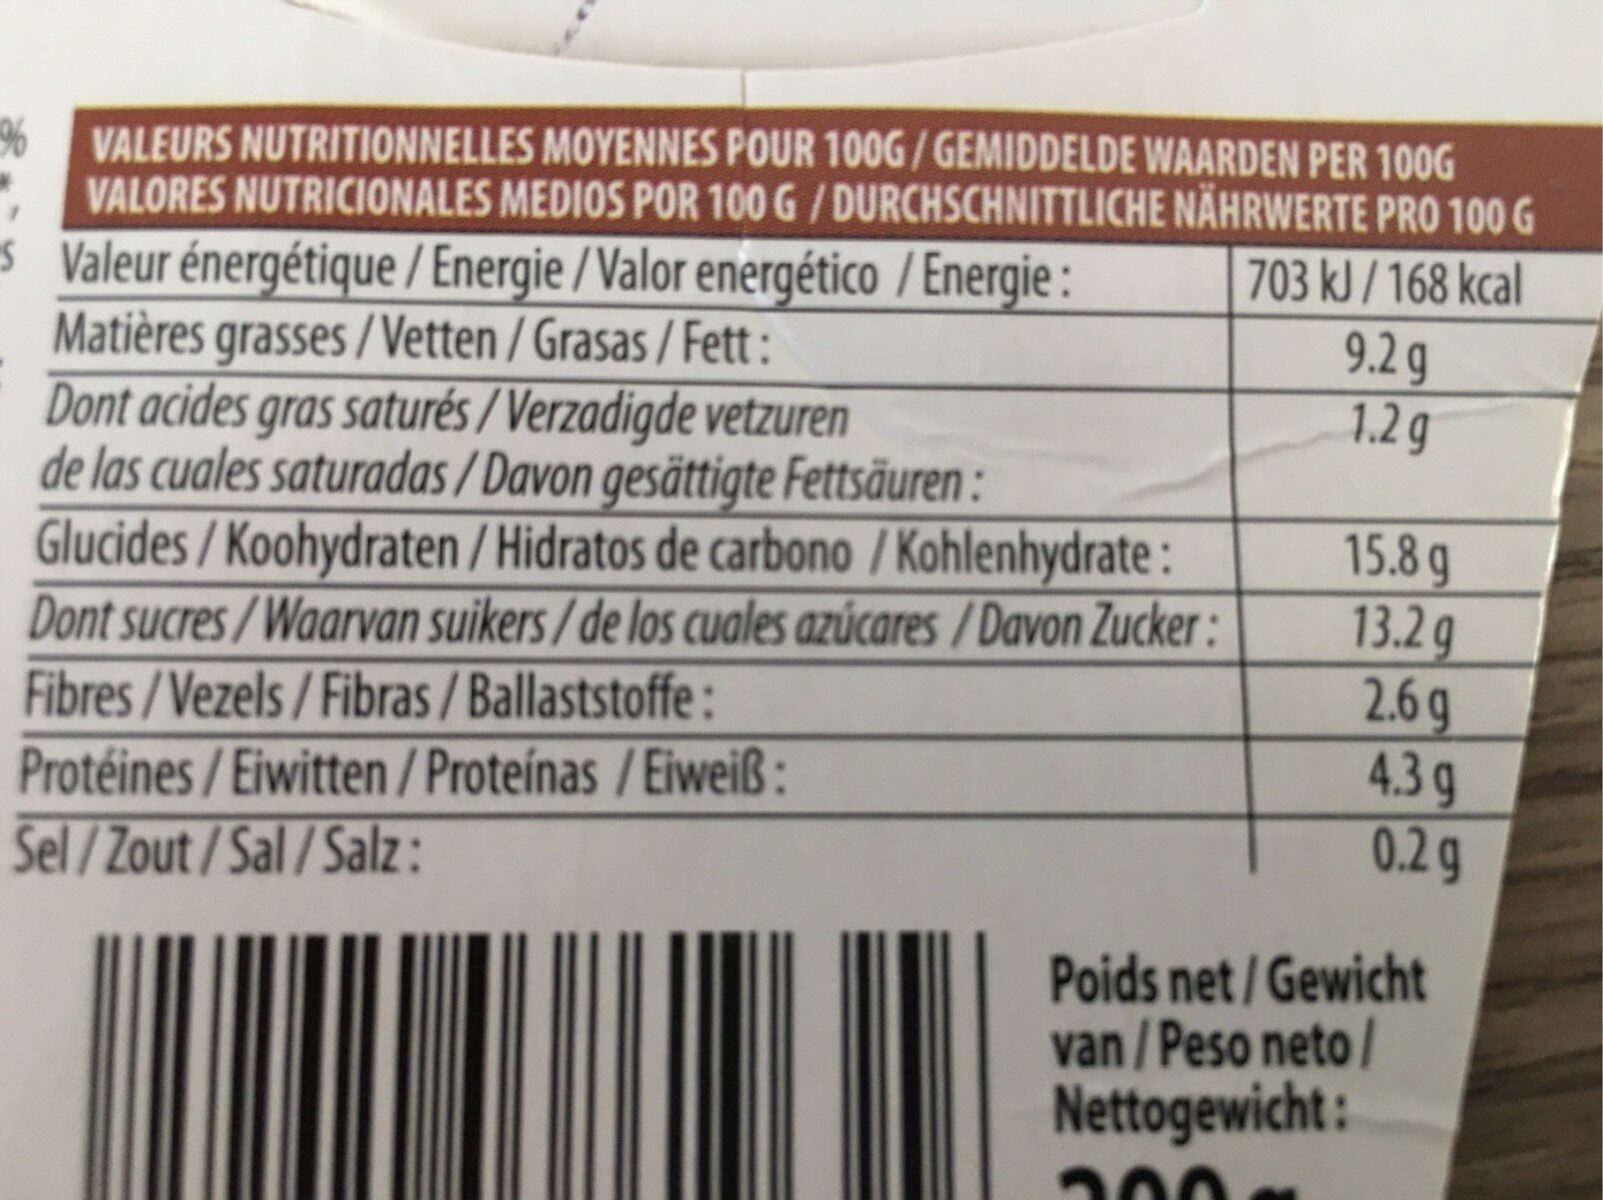 %
VALEURS NUTRITIONNELLES MOYENNES POUR 100G / GEMIDDELDE WAARDEN PER 100G
VALORES NUTRICIONALES MEDIOS POR 100 G / DURCHSCHNITTLICHE NÄHRWERTE PRO 100 G
Valeur énergétique / Energie / Valor energético / Energie : 703 kJ / 168 kcal
Matières grasses / Vetten / Grasas / Fett : 9.2 g
Dont acides gras saturés / Verzadigde vetzuren 1.2 g
de las cuales saturadas / Davon gesättigte Fettsäuren :
Glucides / Koohydraten / Hidratos de carbono / Kohlenhydrate : 15.8 g
Dont sucres / Waarvan suikers / de los cuales azúcares / Davon Zucker : 13.2 g
Fibres / Vezels / Fibras / Ballaststoffe : 2.6 g
Protéines / Eiwitten / Proteínas / Eiweiß : 4.3 g
Sel / Zout / Sal / Salz : 0.2 g
Poids net / Gewicht
van / Peso neto /
Nettogewicht :